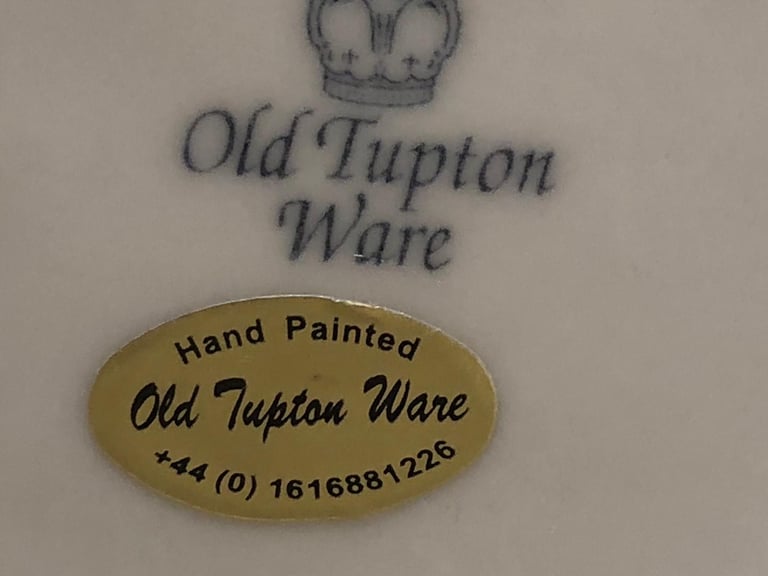 Old Tupton
Ware
Hand Painted
Old Tupton Ware
+44 (0) 1616881226